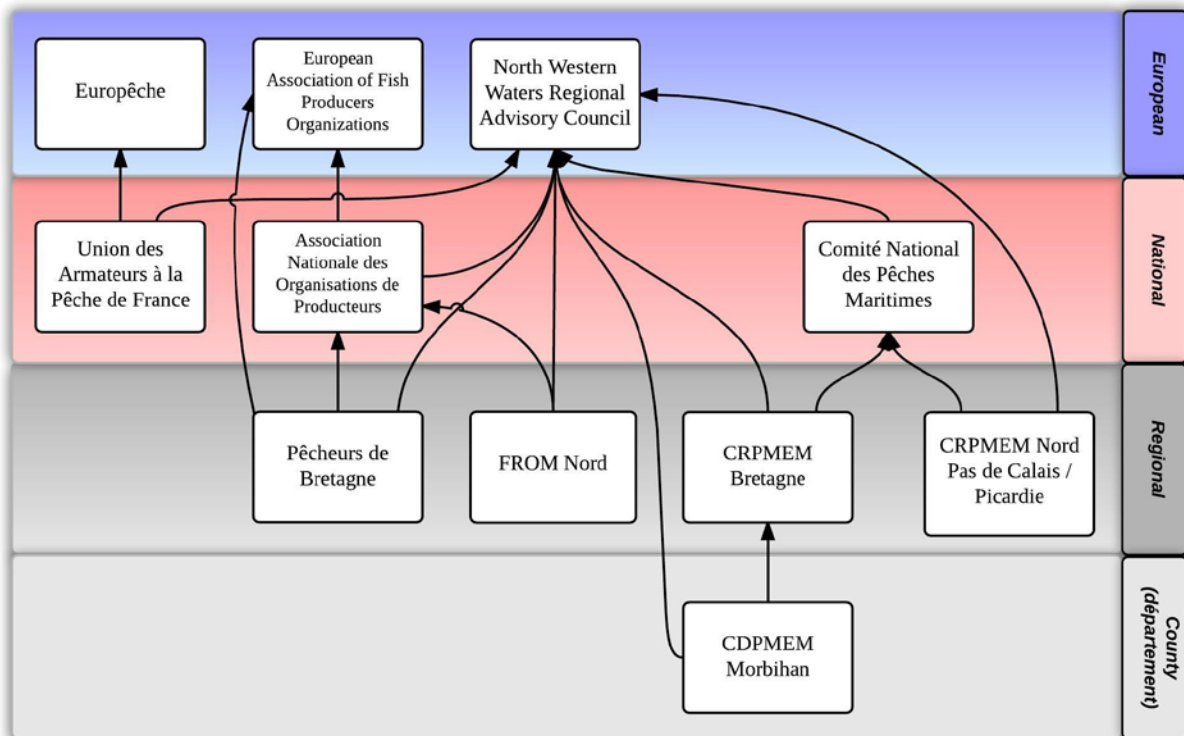 Europêche
European
Association of Fish
Producers
Organizations
North Western
Waters Regional
Advisory Council
European
Union des
Armateurs à la
Pêche de France
Association
Nationale des
Organisations de
Producteurs
Comité National
des Pêches
Maritimes
National
Pêcheurs de
Bretagne
FROM Nord
CRPMEM
Bretagne
CRPMEM Nord
Pas de Calais /
Picardie
Regional
CDPMEM
Morbihan
County
(département)